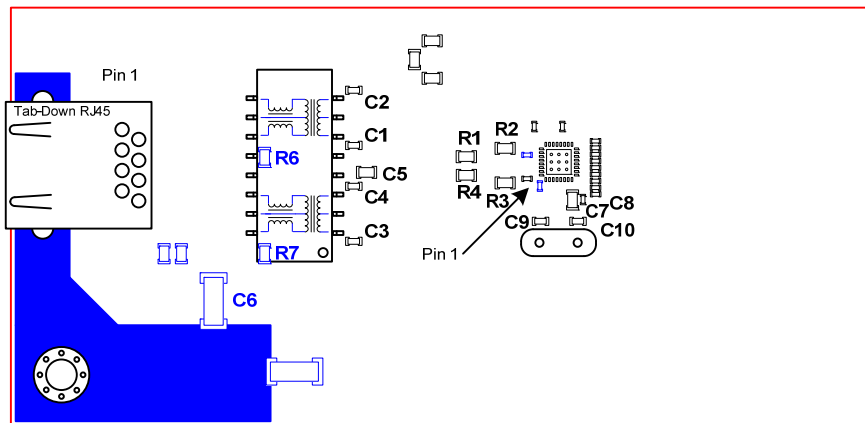 Pin 1
Tab-Down RJ45
C2
C1
R6
C5
C4
C3
R7
C6
R1
R2
R4
R3
C8
C7
C9
C10
Pin 1